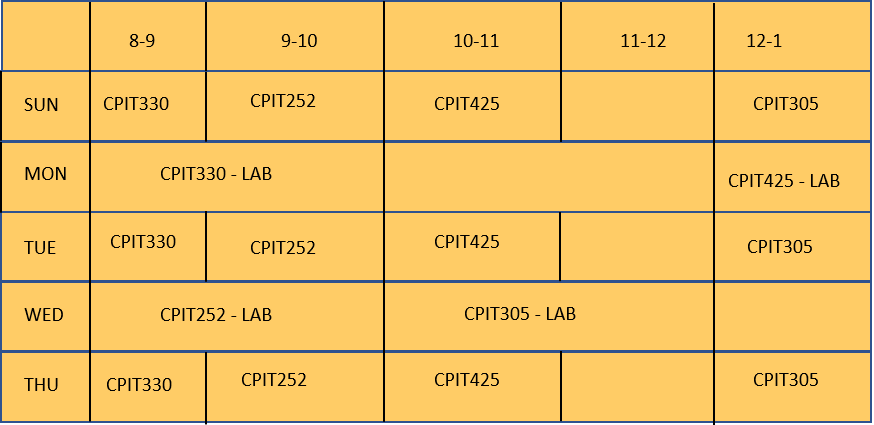 8-9 9-10 10-11 11-12 12-1
SUN CPIT330 CPIT252 CPIT425 CPIT305
MON CPIT330 - LAB CPIT425 - LAB
TUE CPIT330 CPIT252 CPIT425 CPIT305
WED CPIT252 - LAB CPIT305 - LAB
THU CPIT330 CPIT252 CPIT425 CPIT305